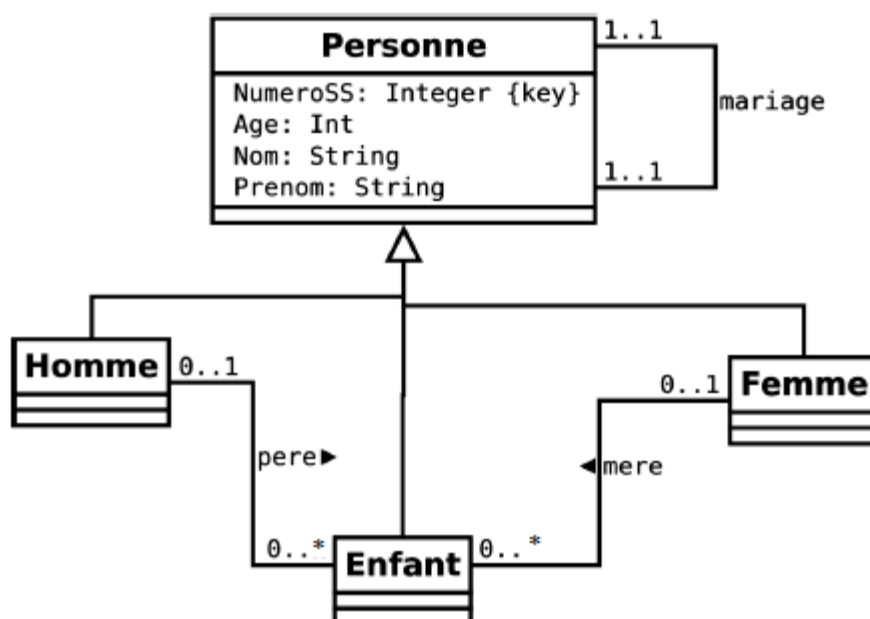 Personne
1..1
NumeroSS: Integer {key}
Age: Int
Nom: String
Prenom: String
mariage
1..1
Homme
0..1
0..1
Femme
pere►
◄mere
0..*
Enfant
0..*